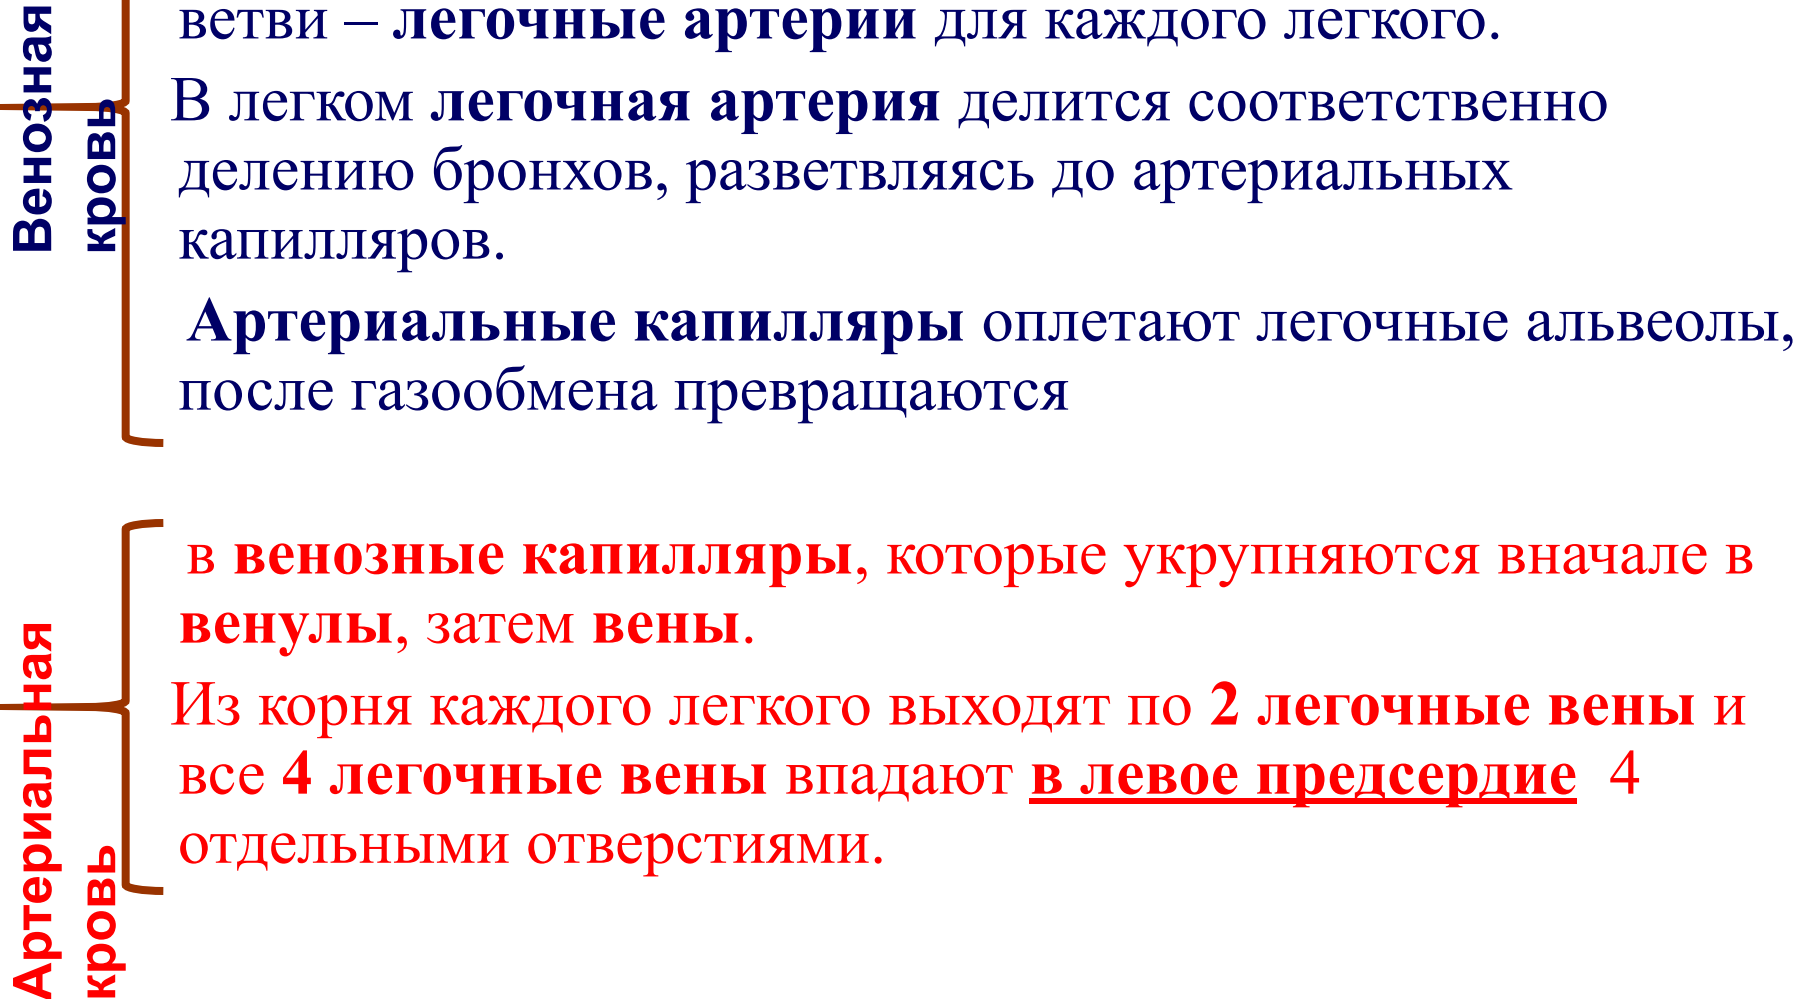 Венозная
кровь
ветви – легочные артерии для каждого легкого.
В легком легочная артерия делится соответственно
делению бронхов, разветвляясь до артериальных
капилляров.
Артериальные капилляры оплетают легочные альвеолы,
после газообмена превращаются
Артериальная
кровь
в венозные капилляры, которые укрупняются вначале в
венулы, затем вены.
Из корня каждого легкого выходят по 2 легочные вены и
все 4 легочные вены впадают в левое предсердие 4
отдельными отверстиями.